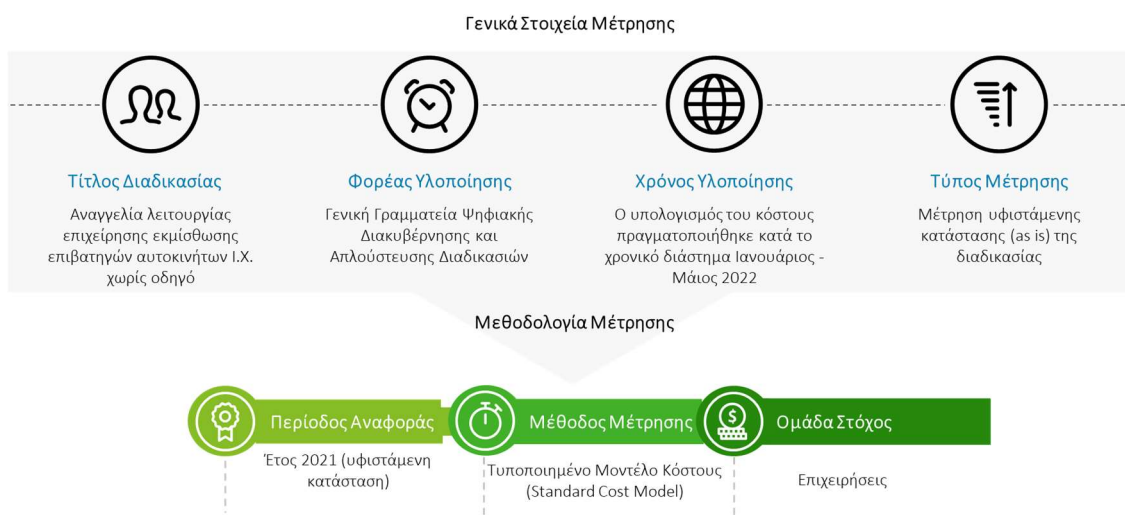 Γενικά Στοιχεία Μέτρησης
Τίτλος Διαδικασίας
Αναγγελία λειτουργίας
επιχείρησης εκμίσθωσης
επιβατηγών αυτοκινήτων Ι.Χ.
χωρίς οδηγό
Φορέας Υλοποίησης
Γενική Γραμματεία Ψηφιακής
Διακυβέρνησης και
Απλούστευσης Διαδικασιών
Χρόνος Υλοποίησης
Ο υπολογισμός του κόστους
πραγματοποιήθηκε κατά το
χρονικό διάστημα Ιανουάριος -
Μάιος 2022
Τύπος Μέτρησης
Μέτρηση υφιστάμενης
κατάστασης (as is) της
διαδικασίας
Μεθοδολογία Μέτρησης
Περίοδος Αναφοράς
Έτος 2021 (υφιστάμενη
κατάσταση)
Μέθοδος Μέτρησης
Τυποποιημένο Μοντέλο Κόστους
(Standard Cost Model)
Ομάδα Στόχος
Επιχειρήσεις